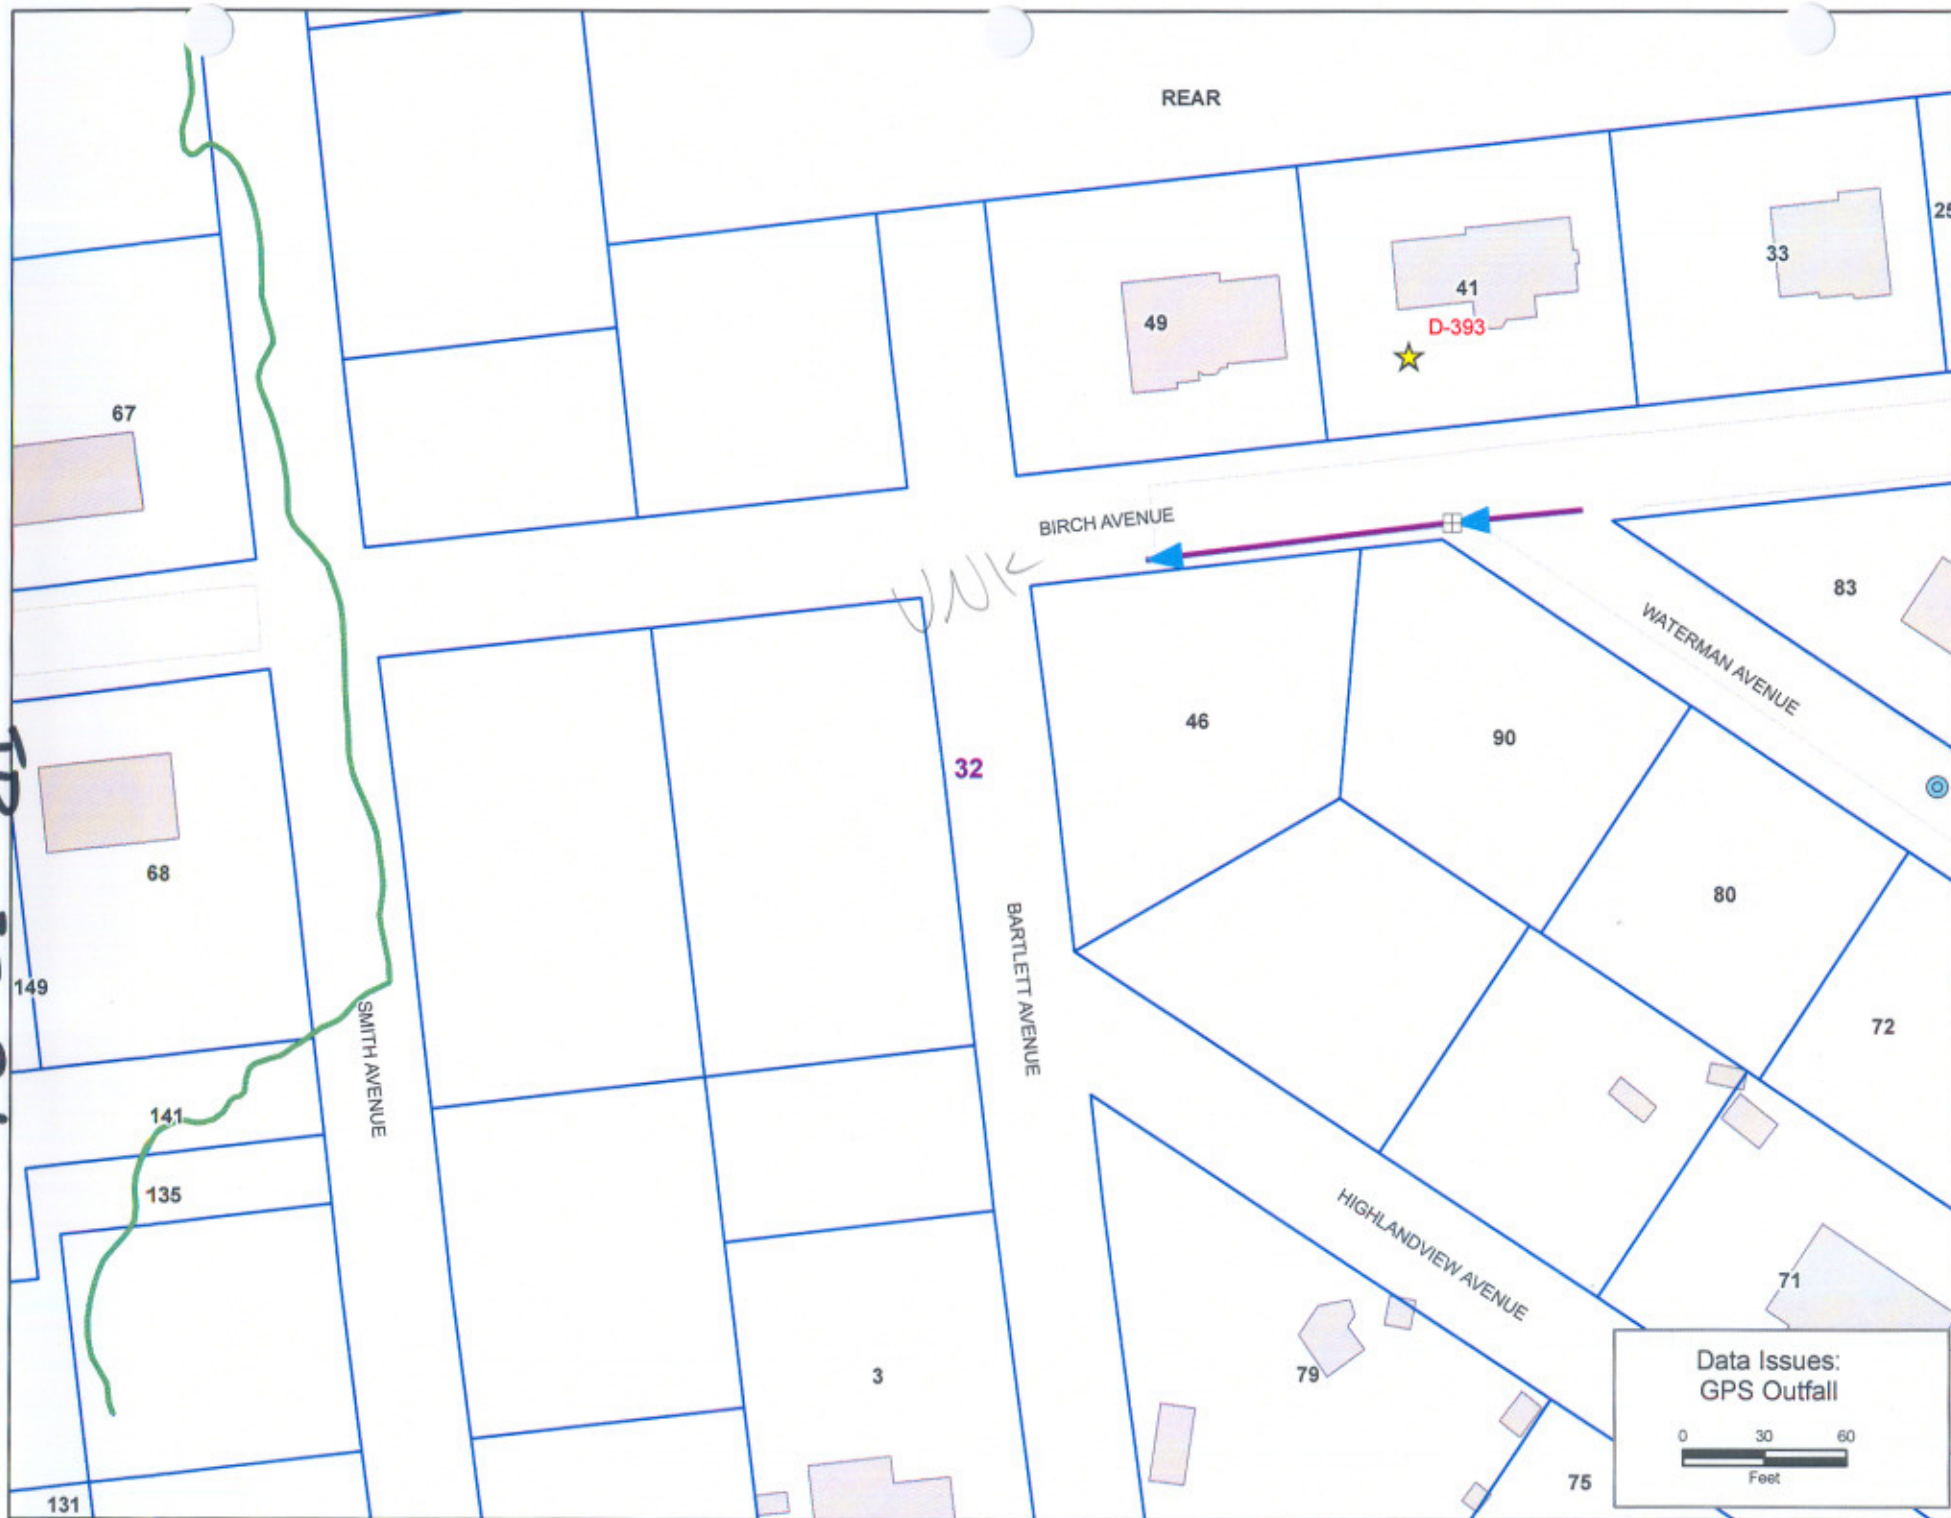 REAR
25
33
41
D-393
49
67
BIRCH AVENUE
UNK
83
WATERMAN AVENUE
46
90
32
68
80
149
BARTLETT AVENUE
72
SMITH AVENUE
141
135
HIGHLANDVIEW AVENUE
71
79
3
75
131
Data Issues:
GPS Outfall
0 30 60
Feet